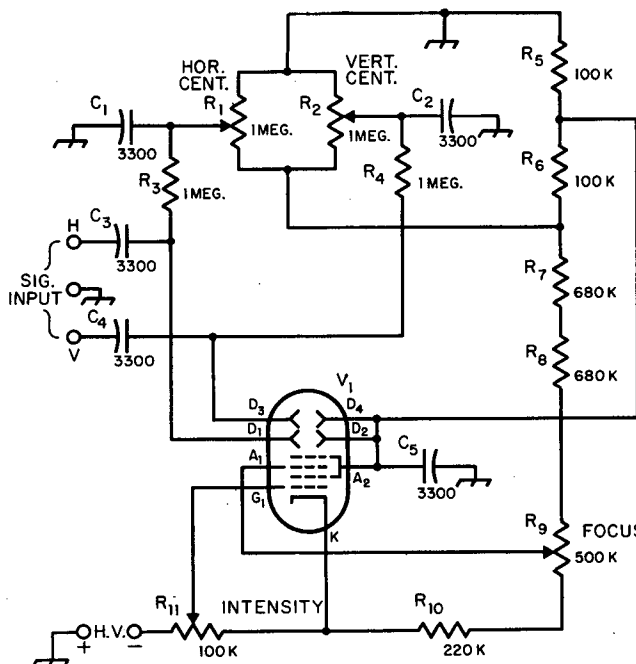 HOR.
CENT.
VERT.
CENT.
R5
100 K
C1
3300
R1
1 MEG.
R2
1 MEG.
C2
3300
R3
1 MEG.
R4
1 MEG.
R6
100 K
H
C3
3300
SIG.
INPUT
V
C4
3300
R7
680 K
R8
680 K
V1
D3
D4
D1
D2
A1
A2
G1
K
C5
3300
R9
FOCUS
500 K
R11
INTENSITY
100K
R10
220 K
H.V.
+
−